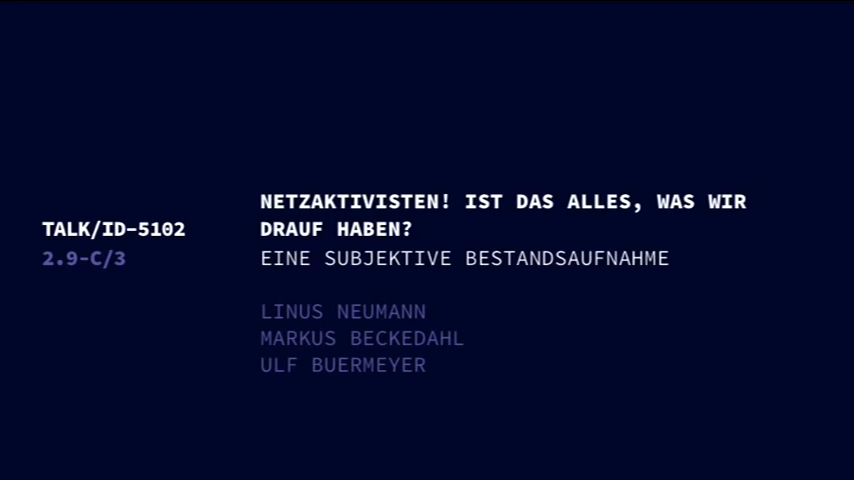 NETZAKTIVISTEN! IST DAS ALLES, WAS WIR
TALK/ID-5102
DRAUF HABEN?
2.9-C/3
EINE SUBJEKTIVE BESTANDSAUFNAHME
LINUS NEUMANN
MARKUS BECKEDAHL
ULF BUERMEYER